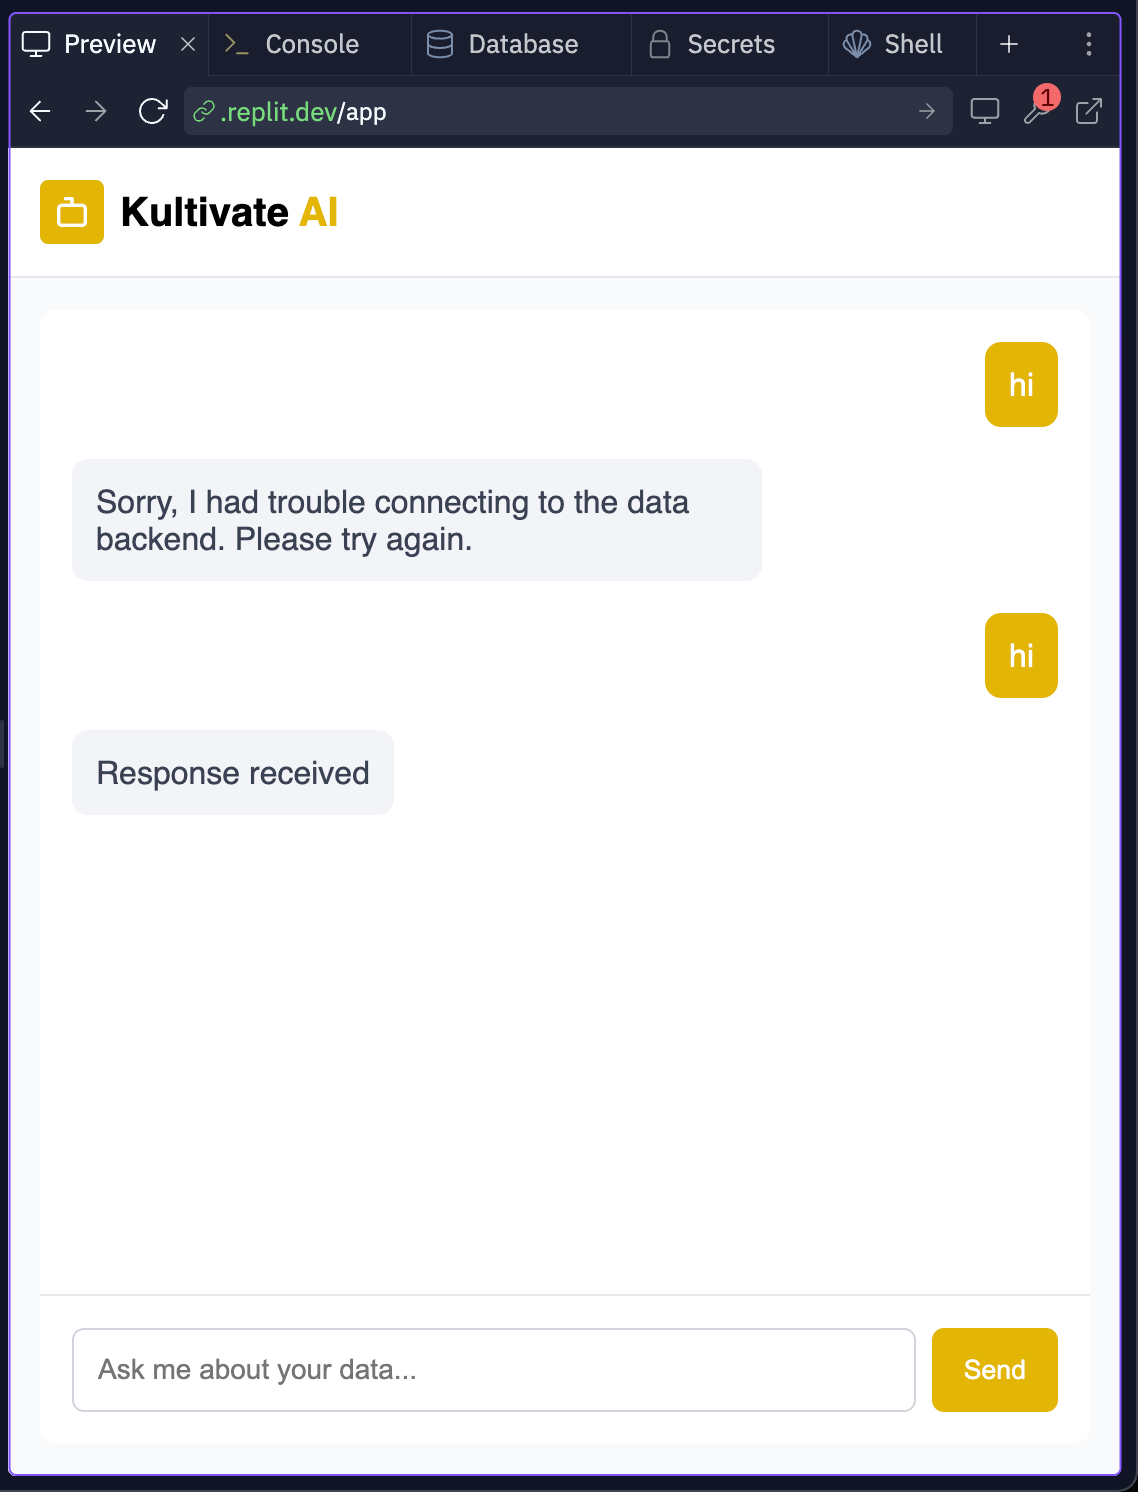 Preview
Console
Database
Secrets
Shell
.replit.dev/app
1
Kultivate AI
hi
Sorry, I had trouble connecting to the data
backend. Please try again.
hi
Response received
Ask me about your data...
Send